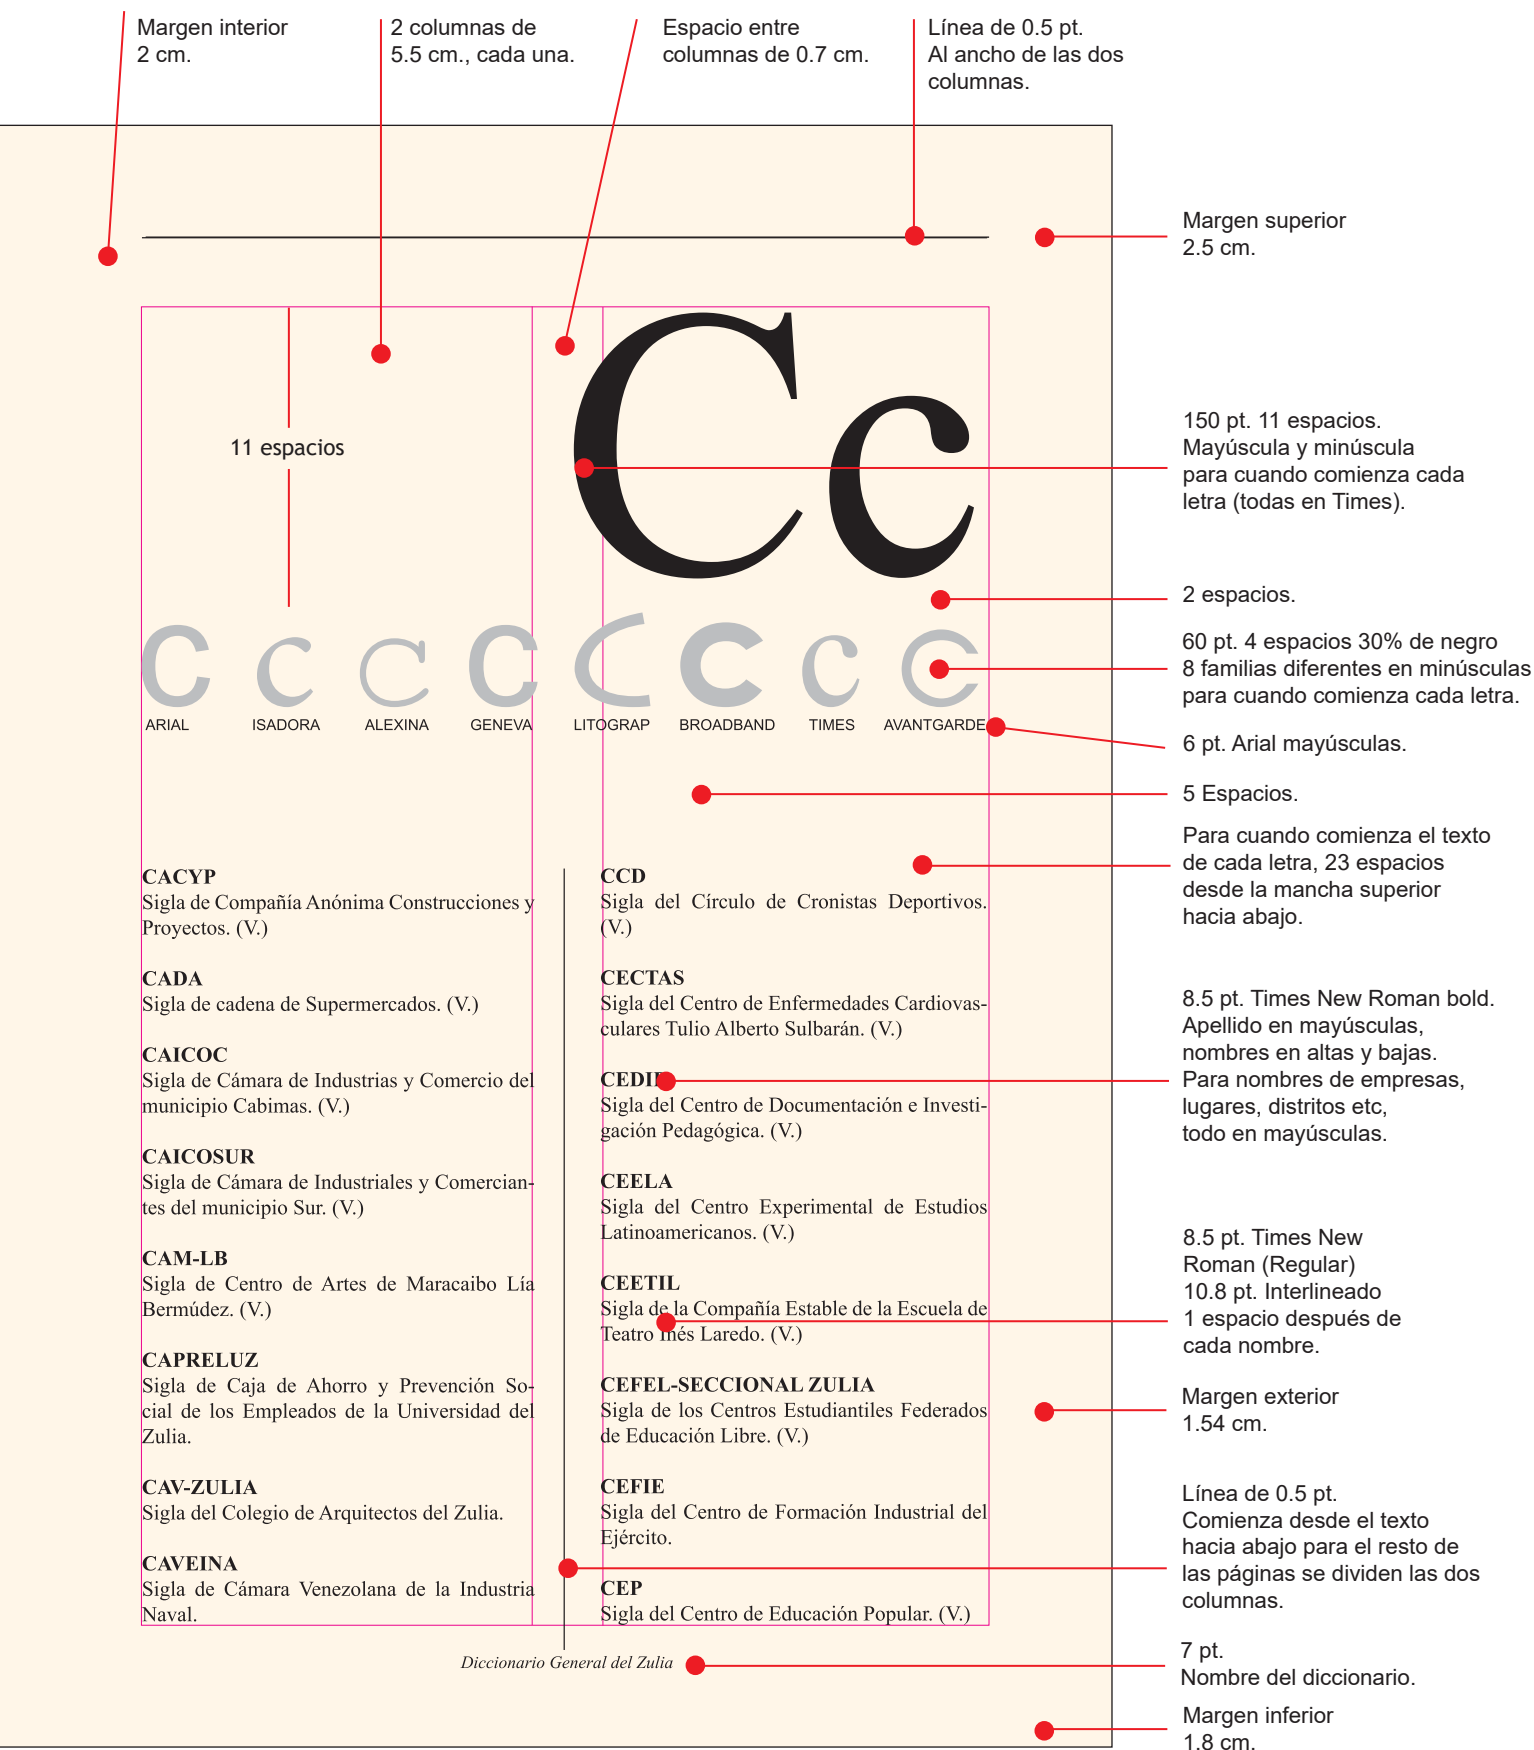 Margen interior
2 cm.
2 columnas de
5.5 cm., cada una.
Espacio entre
columnas de 0.7 cm.
Línea de 0.5 pt.
Al ancho de las dos
columnas.
Margen superior
2.5 cm.
Cc
11 espacios
150 pt. 11 espacios.
Mayúscula y minúscula
para cuando comienza cada
letra (todas en Times).
2 espacios.
c c c c c c c c
60 pt. 4 espacios 30% de negro
8 familias diferentes en minúsculas
para cuando comienza cada letra.
ARIAL ISADORA ALEXINA GENEVA LITOGRAP BROADBAND TIMES AVANTGARDE
6 pt. Arial mayúsculas.
5 Espacios.
Para cuando comienza el texto
de cada letra, 23 espacios
desde la mancha superior
hacia abajo.
CACYP
Sigla de Compañía Anónima Construcciones y
Proyectos. (V.)
CADA
Sigla de cadena de Supermercados. (V.)
CAICOC
Sigla de Cámara de Industrias y Comercio del
municipio Cabimas. (V.)
CAICOSUR
Sigla de Cámara de Industriales y Comercian-
tes del municipio Sur. (V.)
CAM-LB
Sigla de Centro de Artes de Maracaibo Lía
Bermúdez. (V.)
CAPRELUZ
Sigla de Caja de Ahorro y Prevención So-
cial de los Empleados de la Universidad del
Zulia.
CAV-ZULIA
Sigla del Colegio de Arquitectos del Zulia.
CAVEINA
Sigla de Cámara Venezolana de la Industria
Naval.
CCD
Sigla del Círculo de Cronistas Deportivos.
(V.)
CECTAS
Sigla del Centro de Enfermedades Cardiovas-
culares Tulio Alberto Sulbarán. (V.)
Sigla del Centro de Documentación e Investi-
gación Pedagógica. (V.)
CEELA
Sigla del Centro Experimental de Estudios
Latinoamericanos. (V.)
CEETIL
Sigla de la Compañía Estable de la Escuela de
Teatro Inés Laredo. (V.)
CEFEL-SECCIONAL ZULIA
Sigla de los Centros Estudiantiles Federados
de Educación Libre. (V.)
CEFIE
Sigla del Centro de Formación Industrial del
Ejército.
CEP
Sigla del Centro de Educación Popular. (V.)
8.5 pt. Times New Roman bold.
Apellido en mayúsculas,
nombres en altas y bajas.
Para nombres de empresas,
lugares, distritos etc,
todo en mayúsculas.
8.5 pt. Times New
Roman (Regular)
10.8 pt. Interlineado
1 espacio después de
cada nombre.
Margen exterior
1.54 cm.
Línea de 0.5 pt.
Comienza desde el texto
hacia abajo para el resto de
las páginas se dividen las dos
columnas.
Diccionario General del Zulia
7 pt.
Nombre del diccionario.
Margen inferior
1.8 cm.